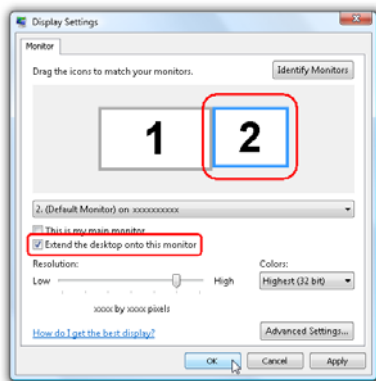 Display Settings
Monitor
Drag the icons to match your monitors.
Identify Monitors
1
2
2. (Default Monitor) on xxxxxxxxxx
This is my main monitor
Extend the desktop onto this monitor
Resolution:
Colors:
Low
High
Highest (32 bit)
xxxx by xxxx pixels
How do I get the best display?
Advanced Settings...
OK
Cancel
Apply